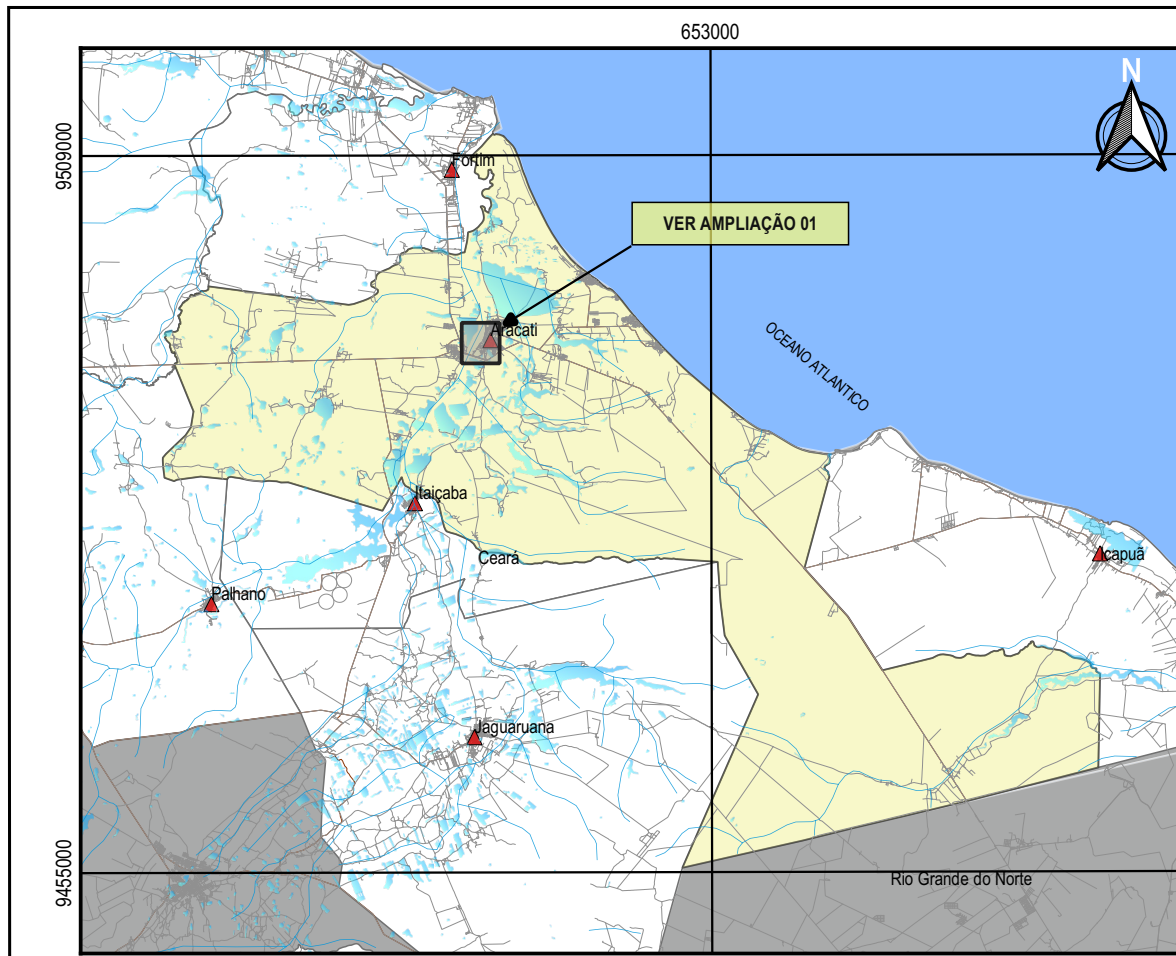 653000
N
9509000
Fortim
VER AMPLIAÇÃO 01
Aracati
OCEANO ATLANTICO
Itaiçaba
Ceará
Icapuã
Palhano
Jaguaruana
9455000
Rio Grande do Norte